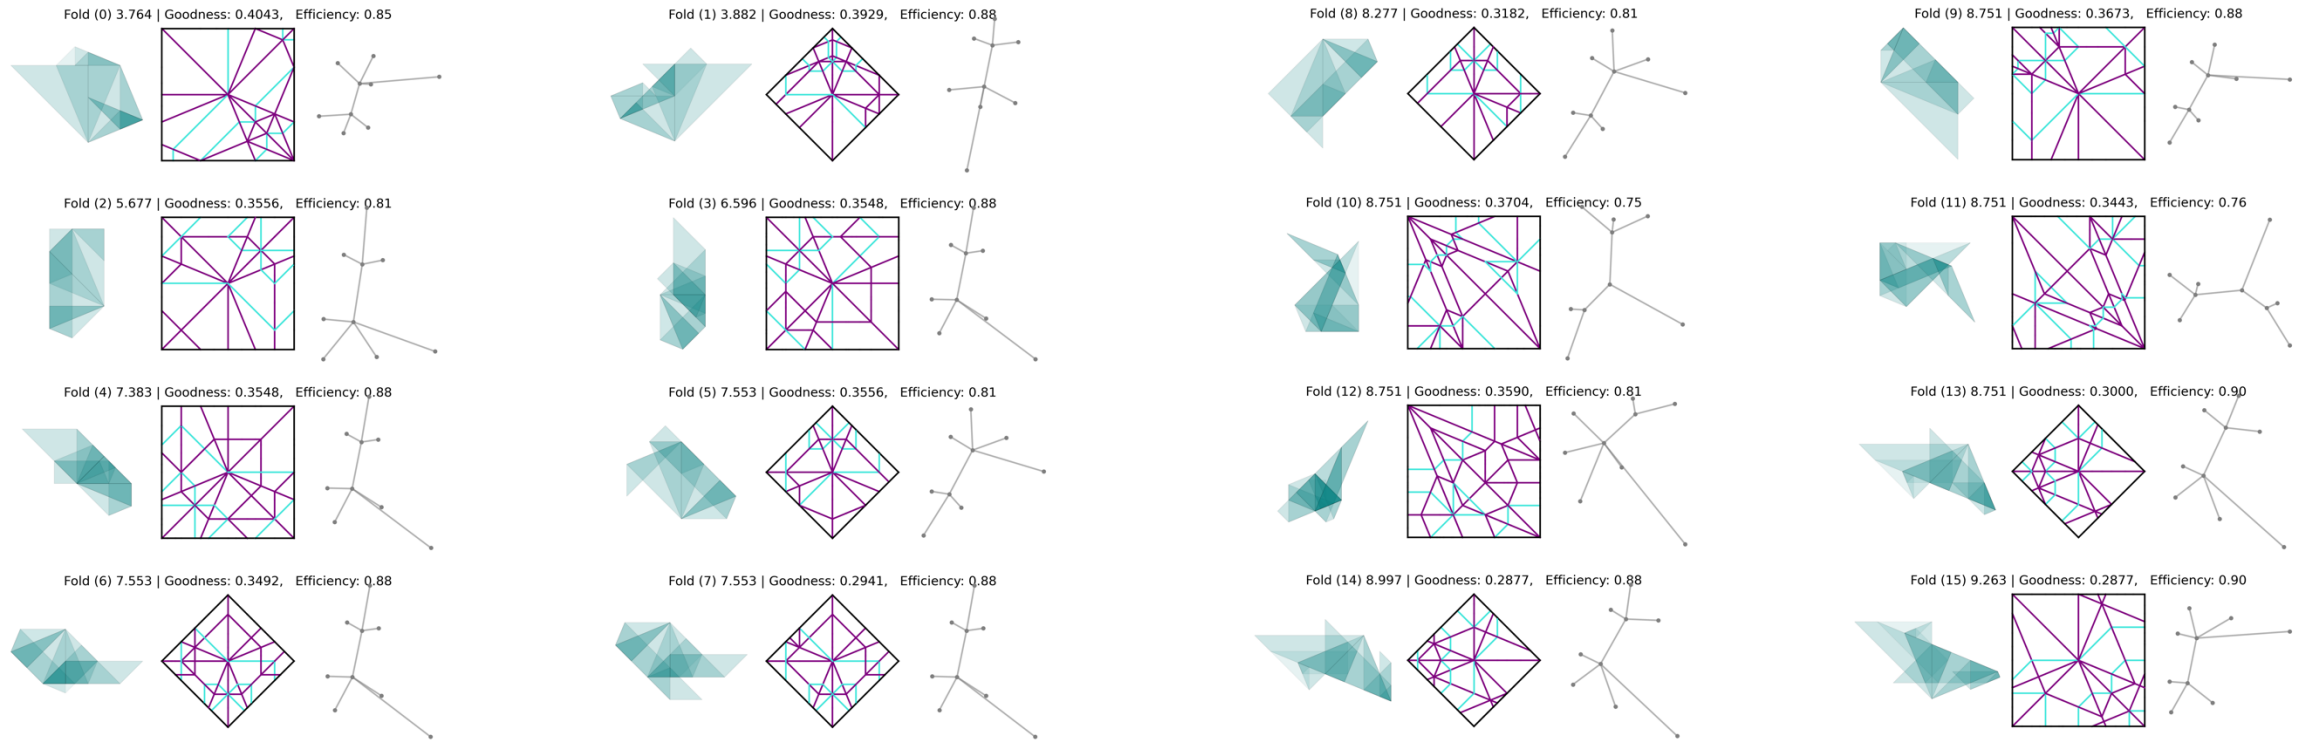 Fold (0) 3.764 | Goodness: 0.4043, Efficiency: 0.85
Fold (1) 3.882 | Goodness: 0.3929, Efficiency: 0.88
Fold (8) 8.277 | Goodness: 0.3182, Efficiency: 0.81
Fold (9) 8.751 | Goodness: 0.3673, Efficiency: 0.88
Fold (2) 5.677 | Goodness: 0.3556, Efficiency: 0.81
Fold (3) 6.596 | Goodness: 0.3548, Efficiency: 0.88
Fold (10) 8.751 | Goodness: 0.3704, Efficiency: 0.75
Fold (11) 8.751 | Goodness: 0.3443, Efficiency: 0.76
Fold (4) 7.383 | Goodness: 0.3548, Efficiency: 0.88
Fold (5) 7.553 | Goodness: 0.3556, Efficiency: 0.81
Fold (12) 8.751 | Goodness: 0.3590, Efficiency: 0.81
Fold (13) 8.751 | Goodness: 0.3000, Efficiency: 0.90
Fold (6) 7.553 | Goodness: 0.3492, Efficiency: 0.88
Fold (7) 7.553 | Goodness: 0.2941, Efficiency: 0.88
Fold (14) 8.997 | Goodness: 0.2877, Efficiency: 0.88
Fold (15) 9.263 | Goodness: 0.2877, Efficiency: 0.90